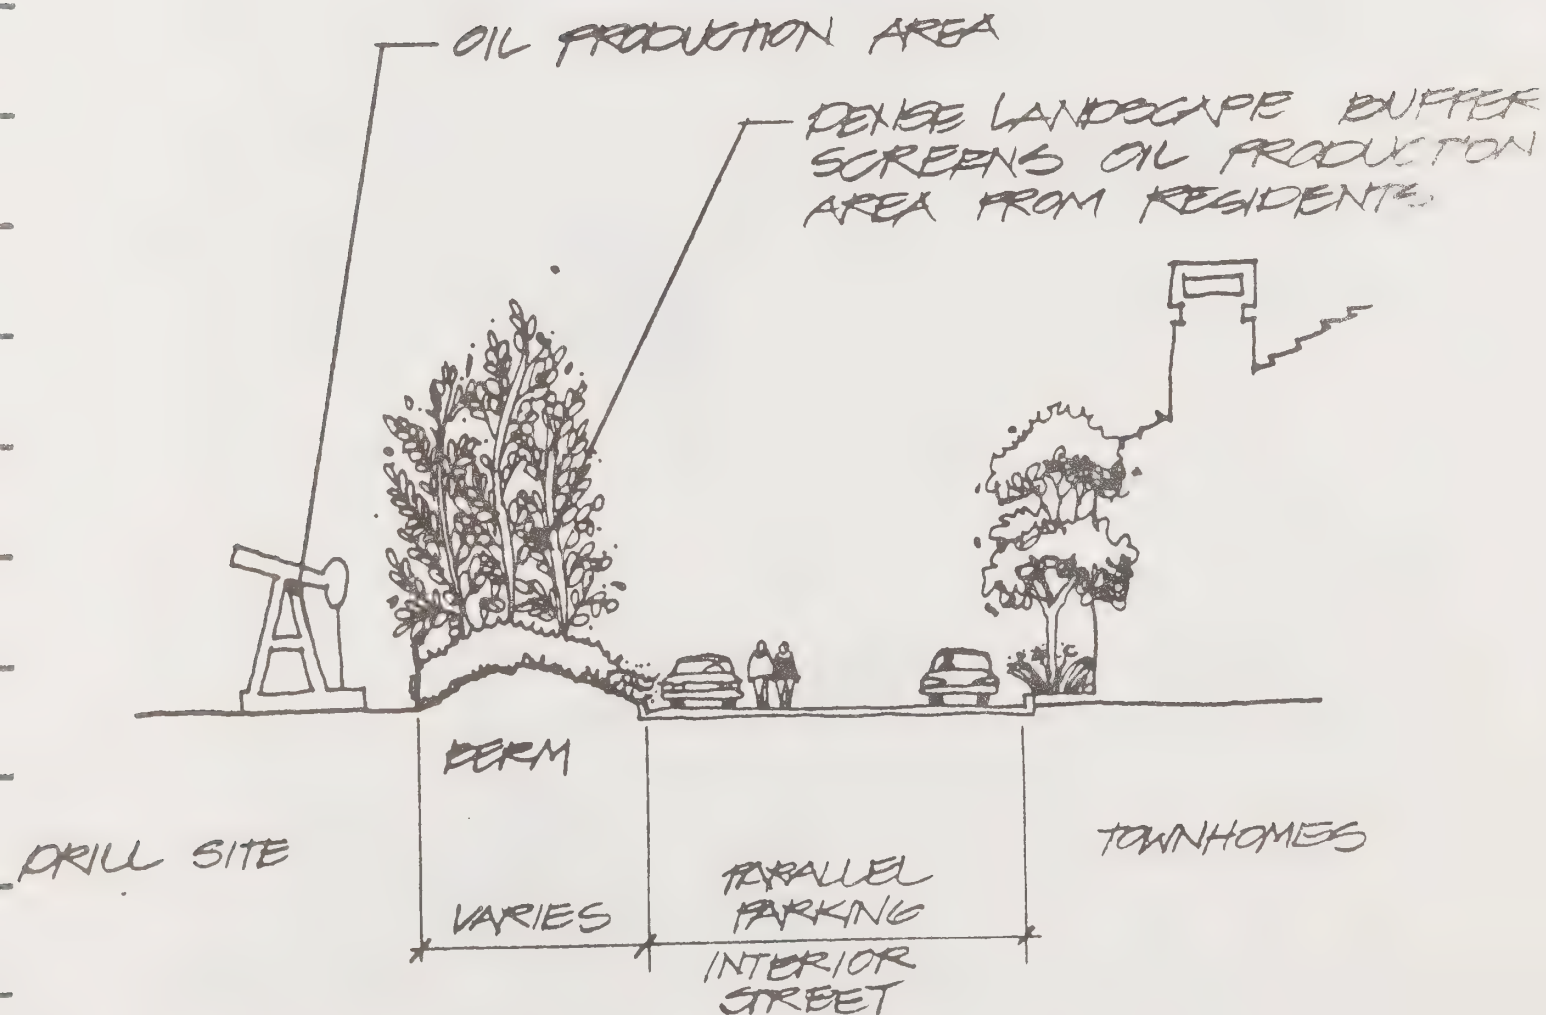 OIL PRODUCTION AREA
DENSE LANDSCAPE BUFFER
SCREENS OIL PRODUCTION
AREA FROM RESIDENTS.
BERM
DRILL SITE
TOWNHOMES
VARIES
PARALLEL
PARKING
INTERIOR
STREET